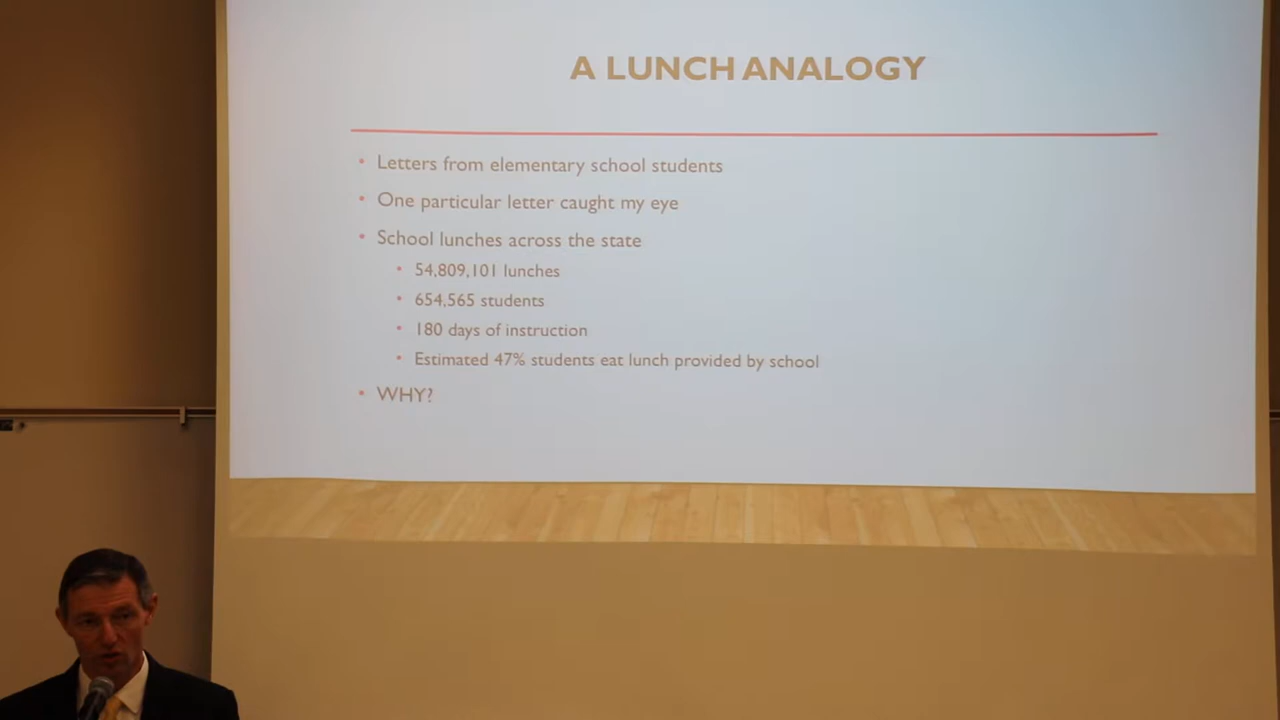 A LUNCH ANALOGY
• Letters from elementary school students
• One particular letter caught my eye
• School lunches across the state
• 54,809,101 lunches
• 654,565 students
• 180 days of instruction
• Estimated 47% students eat lunch provided by school
• WHY?